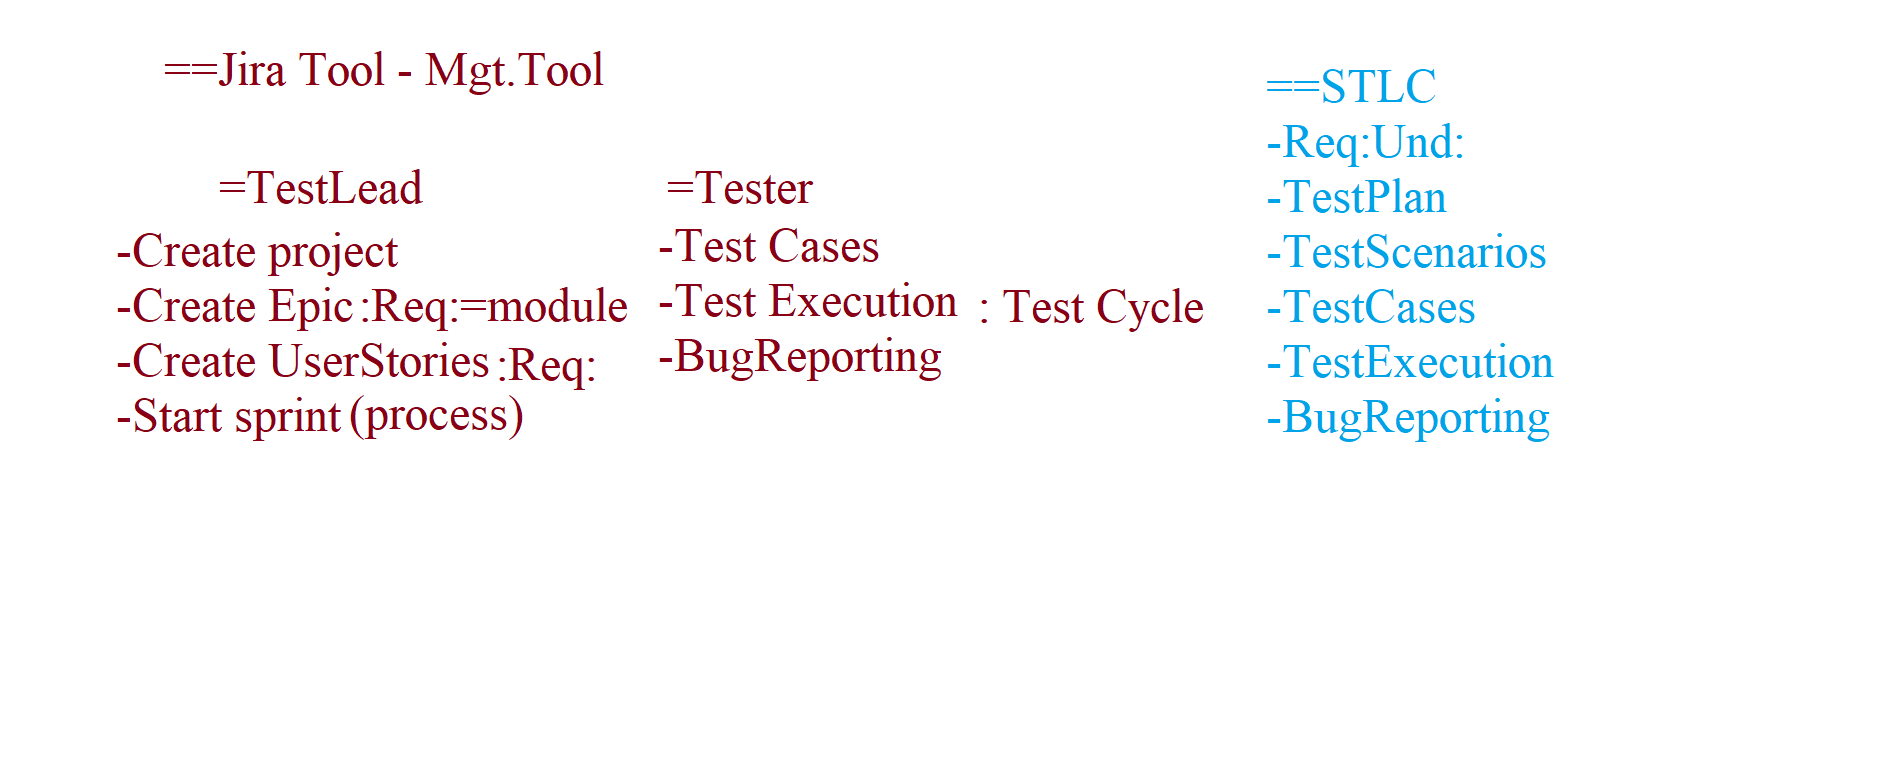 ==Jira Tool - Mgt.Tool
=TestLead
-Create project
-Create Epic :Req:=module
-Create UserStories :Req:
-Start sprint (process)
=Tester
-Test Cases
-Test Execution : Test Cycle
-BugReporting
==STLC
-Req:Und:
-TestPlan
-TestScenarios
-TestCases
-TestExecution
-BugReporting